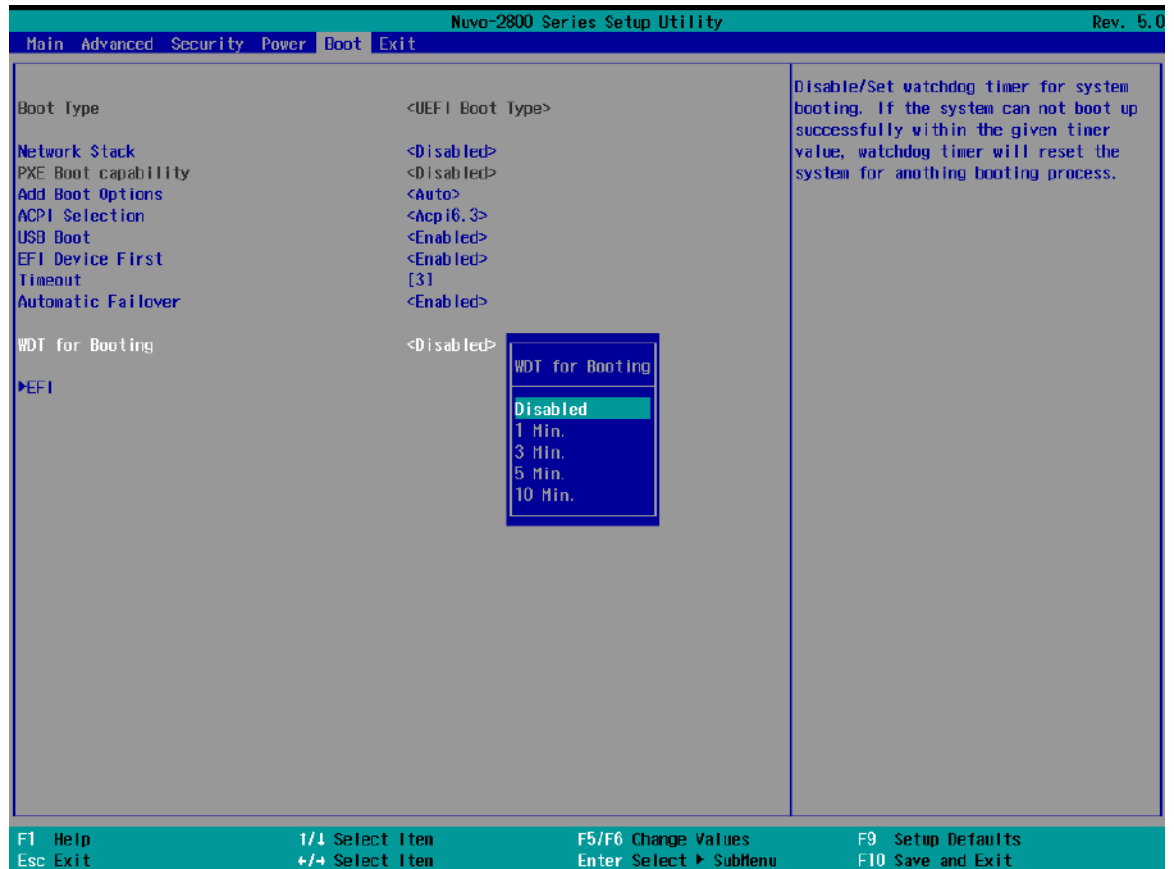 Nuvo-2800 Series Setup Utility Rev. 5.0
Main Advanced Security Power Boot Exit
Boot Type <UEFI Boot Type>
Network Stack <Disabled>
PXE Boot capability <Disabled>
Add Boot Options <Auto>
ACPI Selection <Acpi6.3>
USB Boot <Enabled>
EFI Device First <Enabled>
Timeout [3]
Automatic Failover <Enabled>
WDT for Booting <Disabled>
▶EFI
WDT for Booting
Disabled
1 Min.
3 Min.
5 Min.
10 Min.
Disable/Set watchdog timer for system
booting. If the system can not boot up
successfully within the given timer
value, watchdog timer will reset the
system for anothing booting process.
F1 Help ↑/↓ Select Item F5/F6 Change Values F9 Setup Defaults
Esc Exit ←/→ Select Item Enter Select ▶ SubMenu F10 Save and Exit